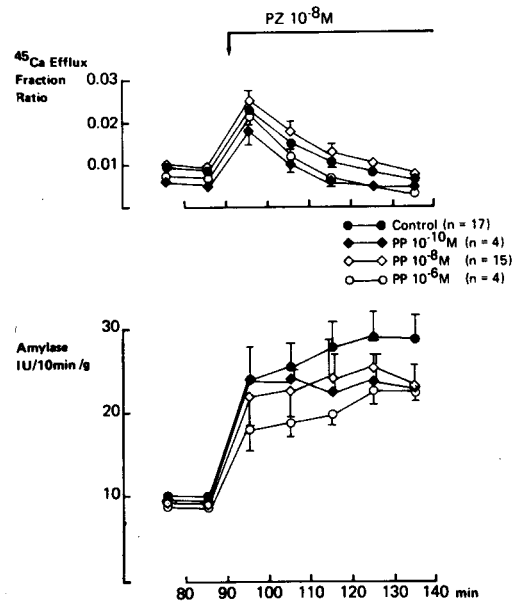 PZ 10-8M
45Ca Efflux
Fraction
Ratio
0.03
0.02
0.01
Control (n = 17)
PP 10-10M (n = 4)
PP 10-8M (n = 15)
PP 10-6M (n = 4)
Amylase
IU/10min/g
30
20
10
80 90 100 110 120 130 140 min